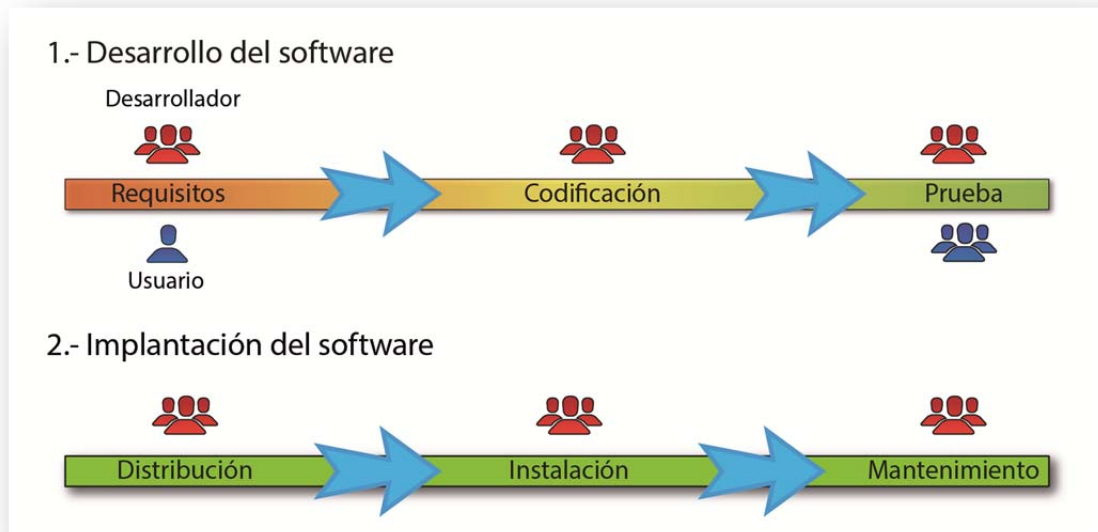 1.- Desarrollo del software
Desarrollador
Requisitos Codificación Prueba
Usuario
2.- Implantación del software
Distribución Instalación Mantenimiento